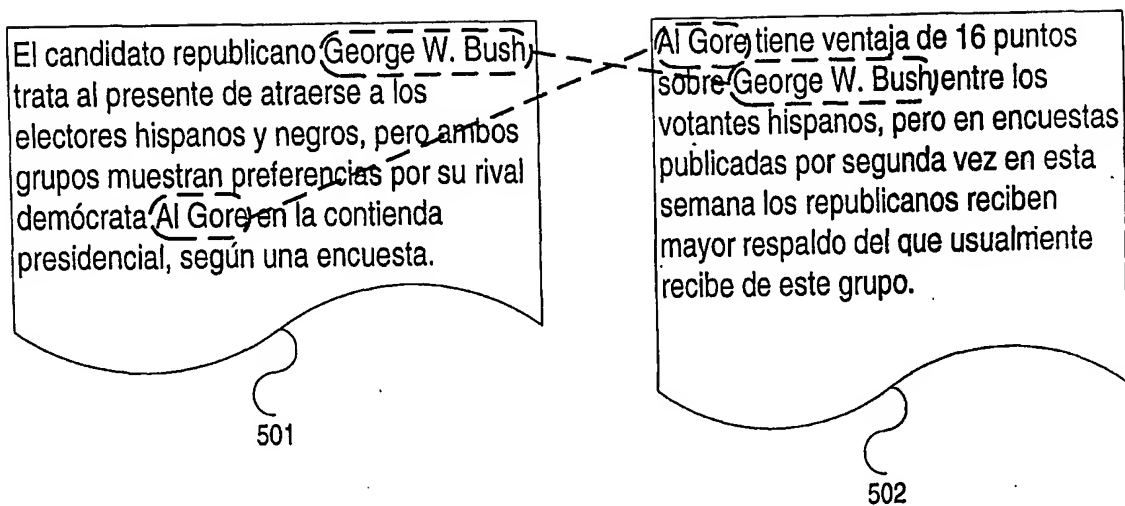 El candidato republicano George W. Bush
trata al presente de atraerse a los
electores hispanos y negros, pero ambos
grupos muestran preferencias por su rival
demócrata Al Gore en la contienda
presidencial, según una encuesta.
501
Al Gore tiene ventaja de 16 puntos
sobre George W. Bush entre los
votantes hispanos, pero en encuestas
publicadas por segunda vez en esta
semana los republicanos reciben
mayor respaldo del que usualmente
recibe de este grupo.
502